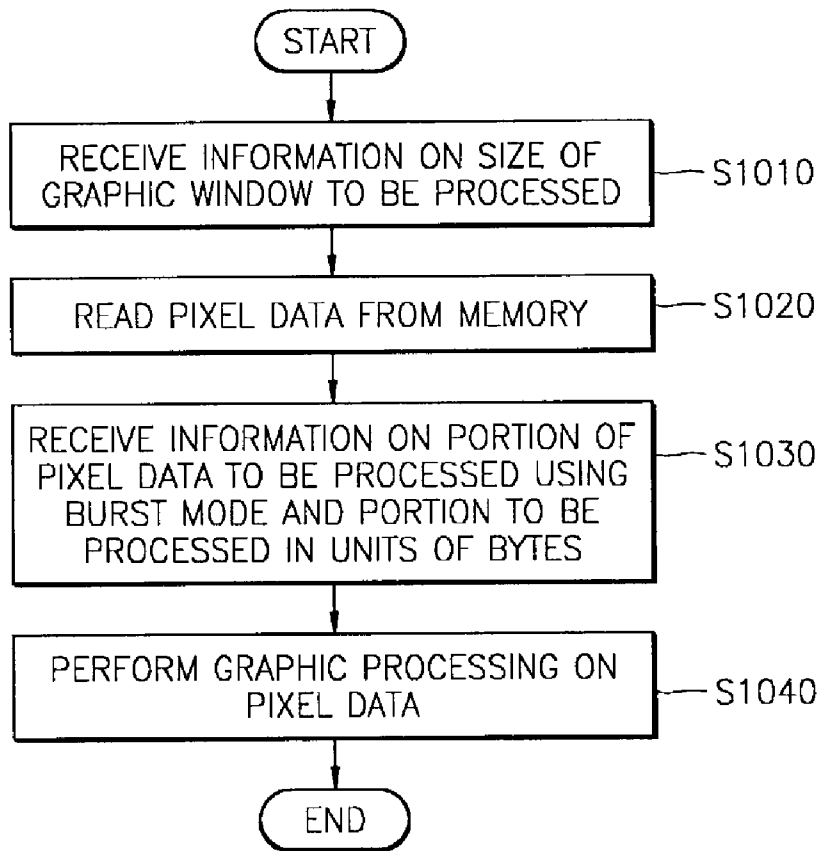 START
RECEIVE INFORMATION ON SIZE OF
GRAPHIC WINDOW TO BE PROCESSED
S1010
READ PIXEL DATA FROM MEMORY
S1020
RECEIVE INFORMATION ON PORTION OF
PIXEL DATA TO BE PROCESSED USING
BURST MODE AND PORTION TO BE
PROCESSED IN UNITS OF BYTES
S1030
PERFORM GRAPHIC PROCESSING ON
PIXEL DATA
S1040
END